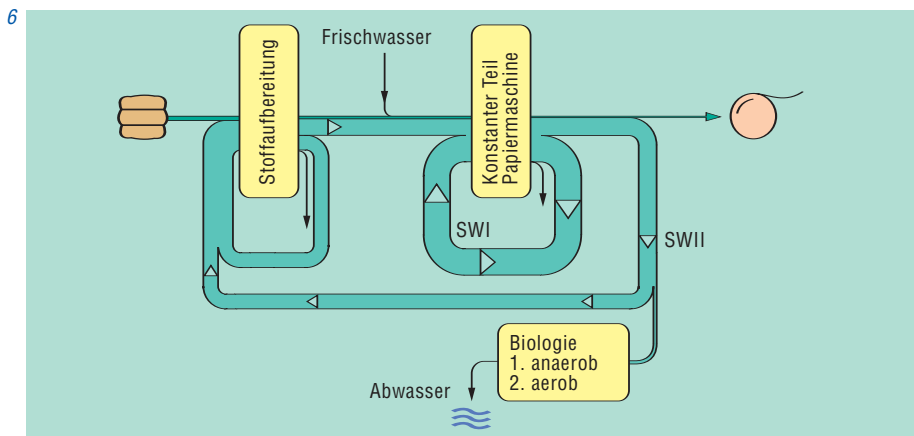 6
Frischwasser
Stoffaufbereitung
Konstanter Teil
Papiermaschine
SWI
SWII
Biologie
1. anaerob
2. aerob
Abwasser